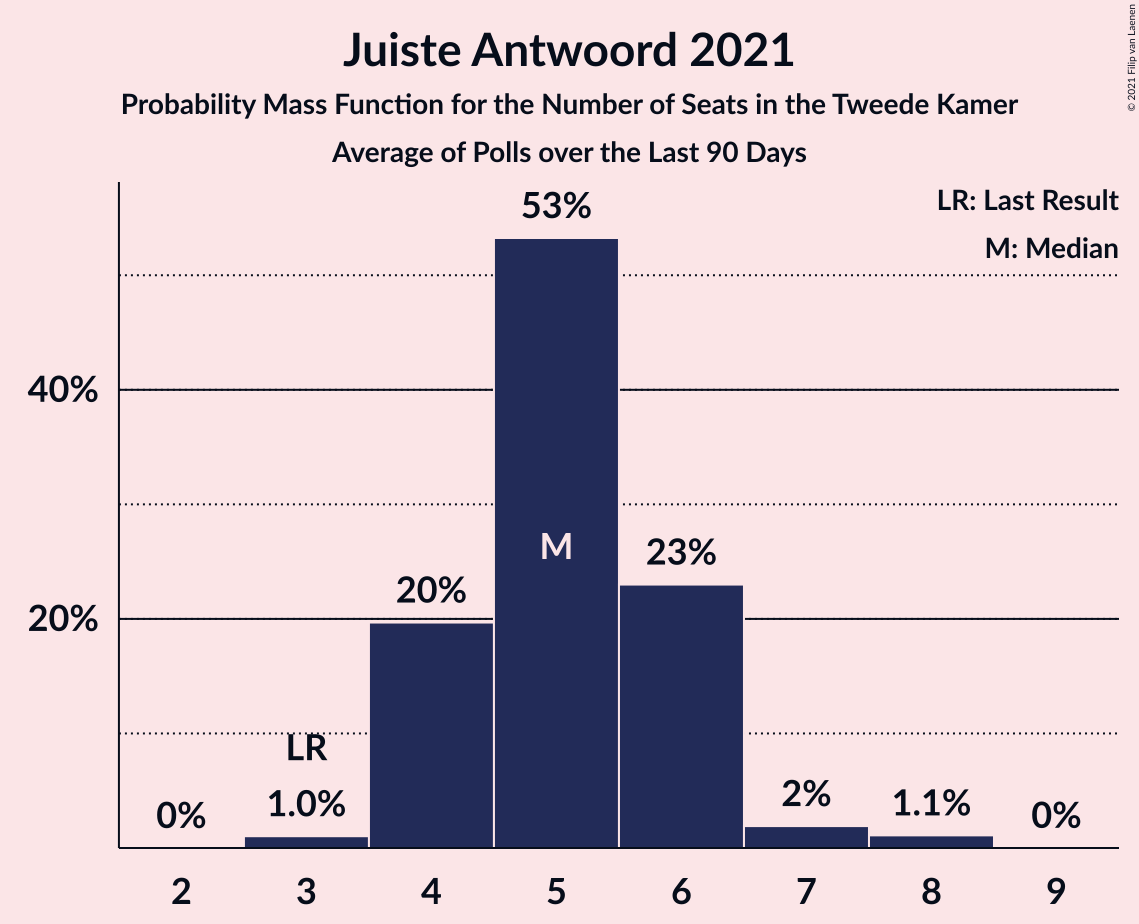 Juiste Antwoord 2021
Probability Mass Function for the Number of Seats in the Tweede Kamer
Average of Polls over the Last 90 Days
© 2021 Filip van Laenen
LR: Last Result
M: Median
53%
40%
M
23%
20%
20%
LR
0%
1.0%
2%
1.1%
0%
2 3 4 5 6 7 8 9